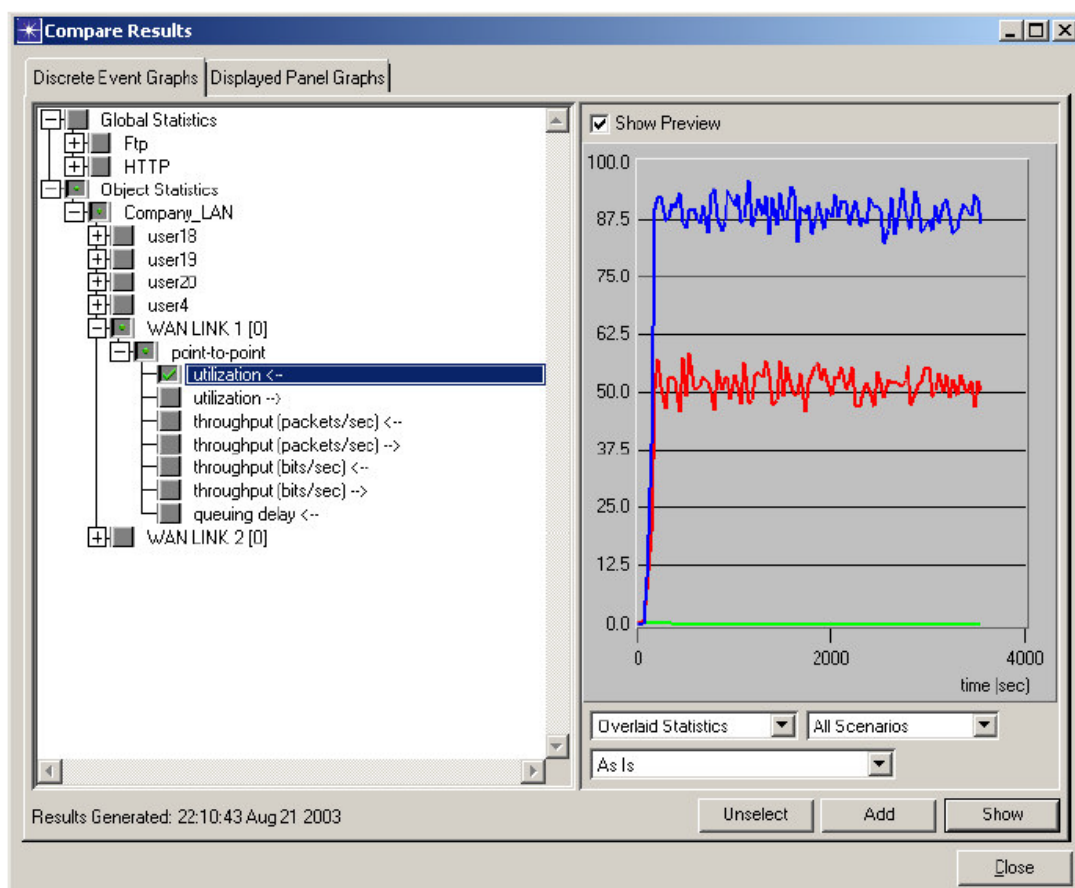 Compare Results
Discrete Event Graphs Displayed Panel Graphs
Global Statistics
Ftp
HTTP
Object Statistics
Company_LAN
user18
user19
user20
user4
WAN LINK 1 [0]
point-to-point
utilization <--
utilization -->
throughput (packets/sec) <--
throughput (packets/sec) -->
throughput (bits/sec) <--
throughput (bits/sec) -->
queuing delay <--
WAN LINK 2 [0]
Show Preview
100.0
87.5
75.0
62.5
50.0
37.5
25.0
12.5
0.0
0 2000 4000
time (sec)
Overlaid Statistics All Scenarios
As Is
Results Generated: 22:10:43 Aug 21 2003
Unselect Add Show
Close